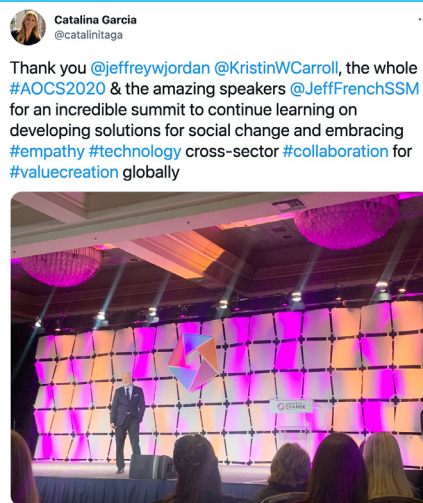 Catalina Garcia
@catalinitaga
Thank you @jeffreywjordan @KristinWCarroll, the whole
#AOCS2020 & the amazing speakers @JeffFrenchSSM
for an incredible summit to continue learning on
developing solutions for social change and embracing
#empathy #technology cross-sector #collaboration for
#valuecreation globally
CHANGE